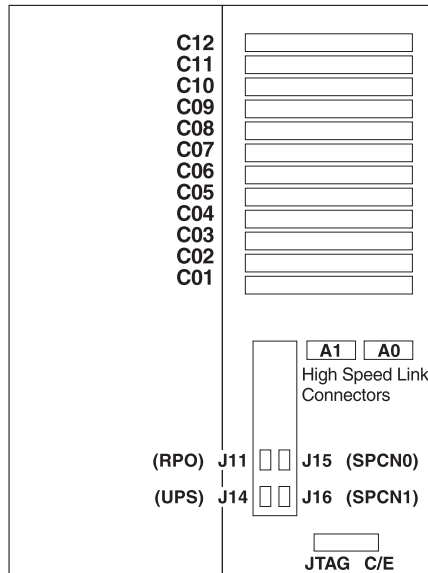 C12
C11
C10
C09
C08
C07
C06
C05
C04
C03
C02
C01
A1 A0
High Speed Link
Connectors
(RPO) J11 J15 (SPCN0)
(UPS) J14 J16 (SPCN1)
JTAG C/E